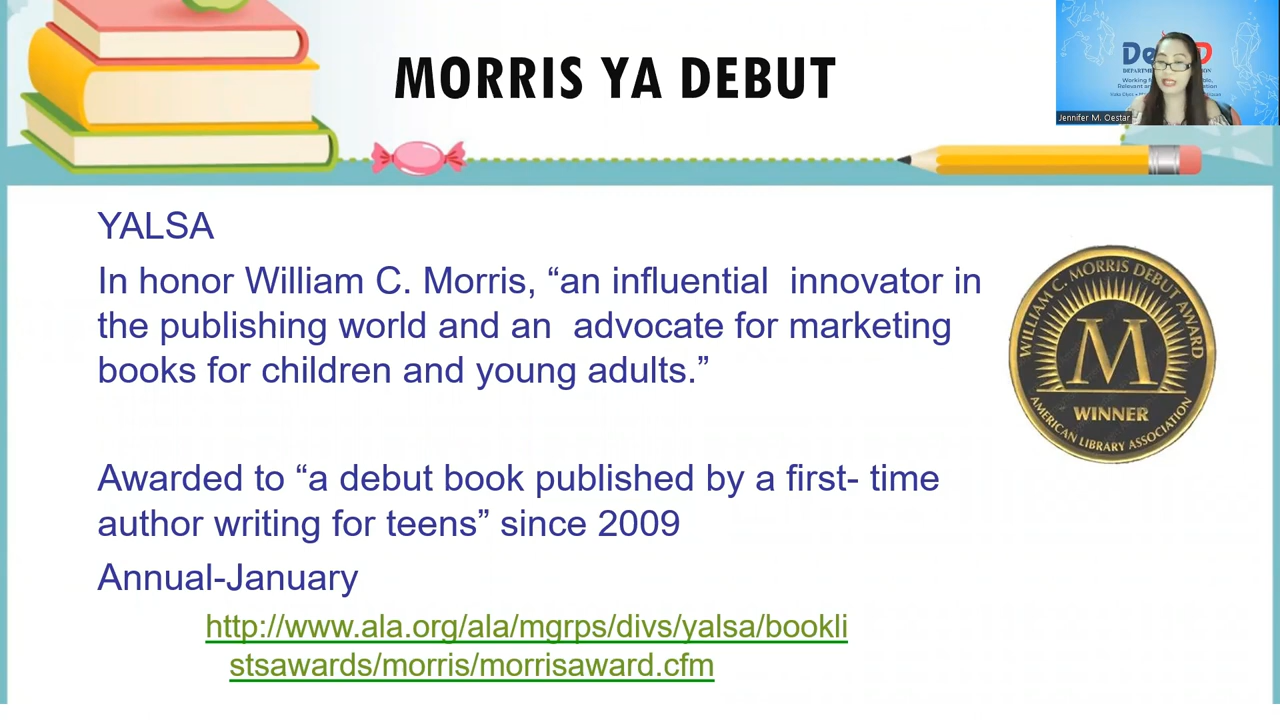 MORRIS YA DEBUT
Jennifer M. Oestar
YALSA
In honor William C. Morris, “an influential  innovator in
the publishing world and an  advocate for marketing
books for children and young adults.”
WILLIAM C. MORRIS DEBUT AWARD
M
WINNER
AMERICAN LIBRARY ASSOCIATION
Awarded to “a debut book published by a first- time
author writing for teens” since 2009
Annual-January
http://www.ala.org/ala/mgrps/divs/yalsa/bookli
stsawards/morris/morrisaward.cfm